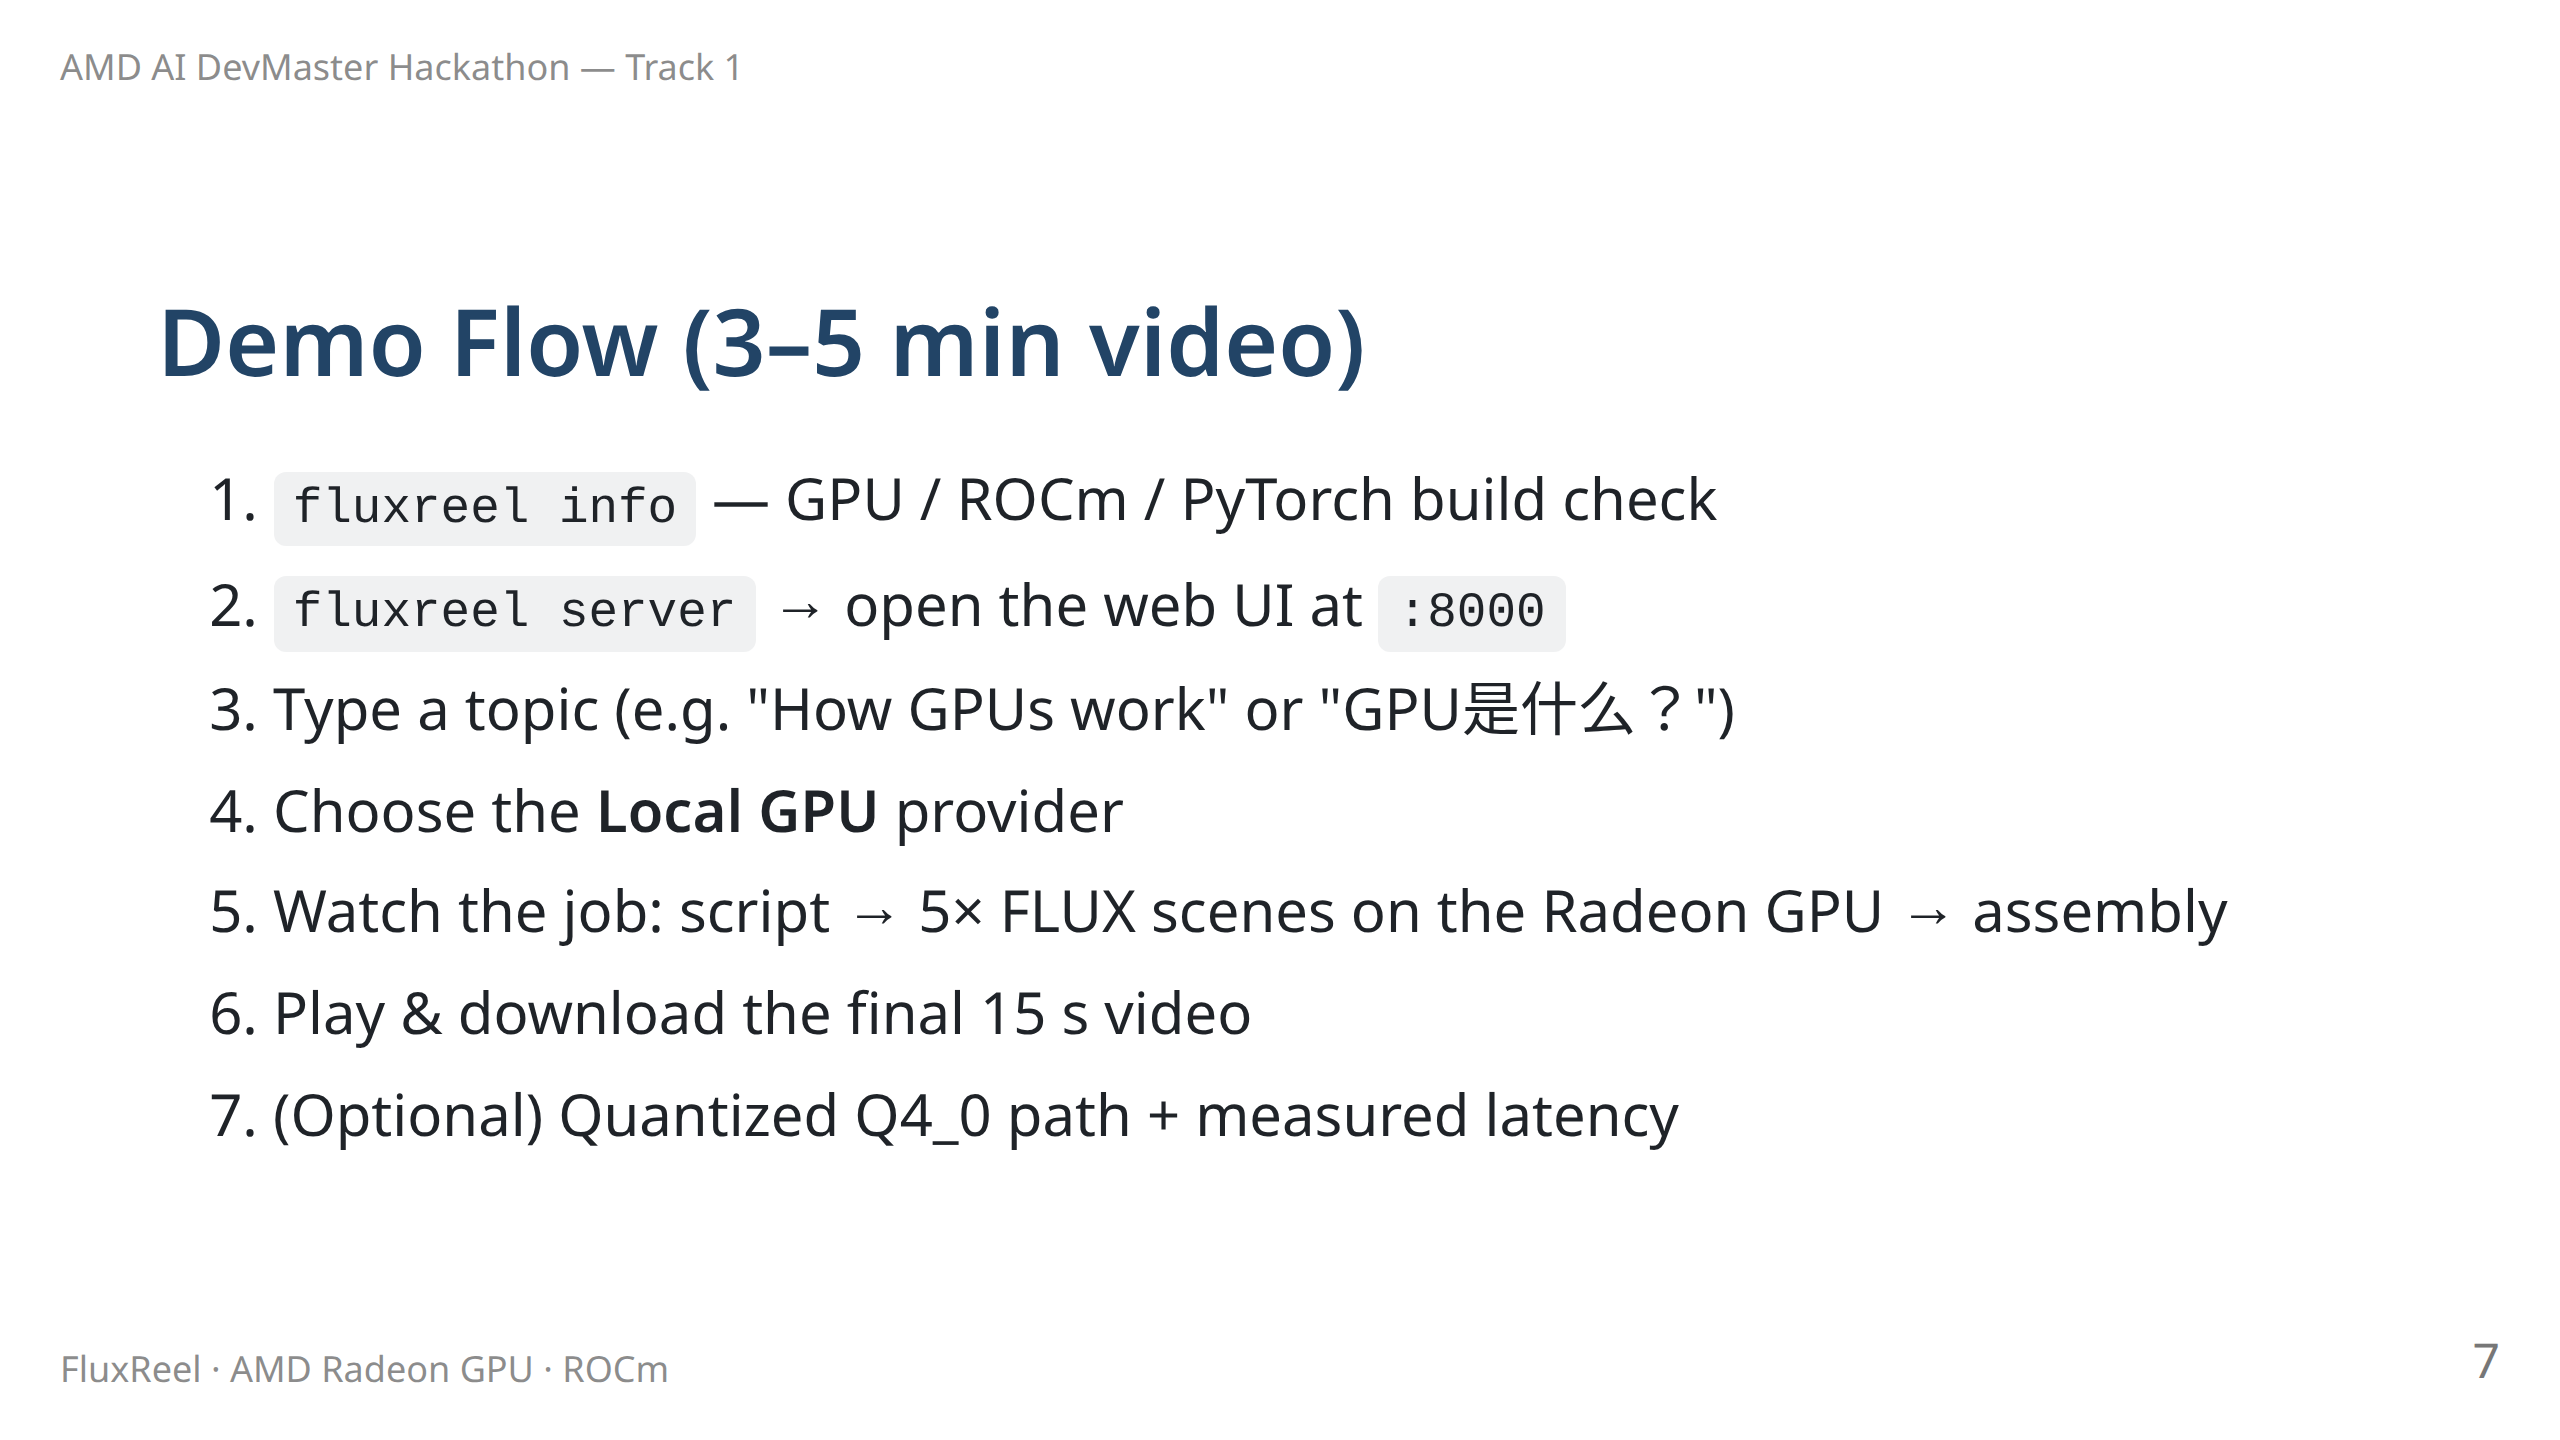 AMD AI DevMaster Hackathon — Track 1
Demo Flow (3–5 min video)
1. fluxreel info — GPU / ROCm / PyTorch build check
2. fluxreel server → open the web UI at :8000
3. Type a topic (e.g. "How GPUs work" or "GPU是什么？")
4. Choose the Local GPU provider
5. Watch the job: script → 5× FLUX scenes on the Radeon GPU → assembly
6. Play & download the final 15 s video
7. (Optional) Quantized Q4_0 path + measured latency
FluxReel · AMD Radeon GPU · ROCm
7